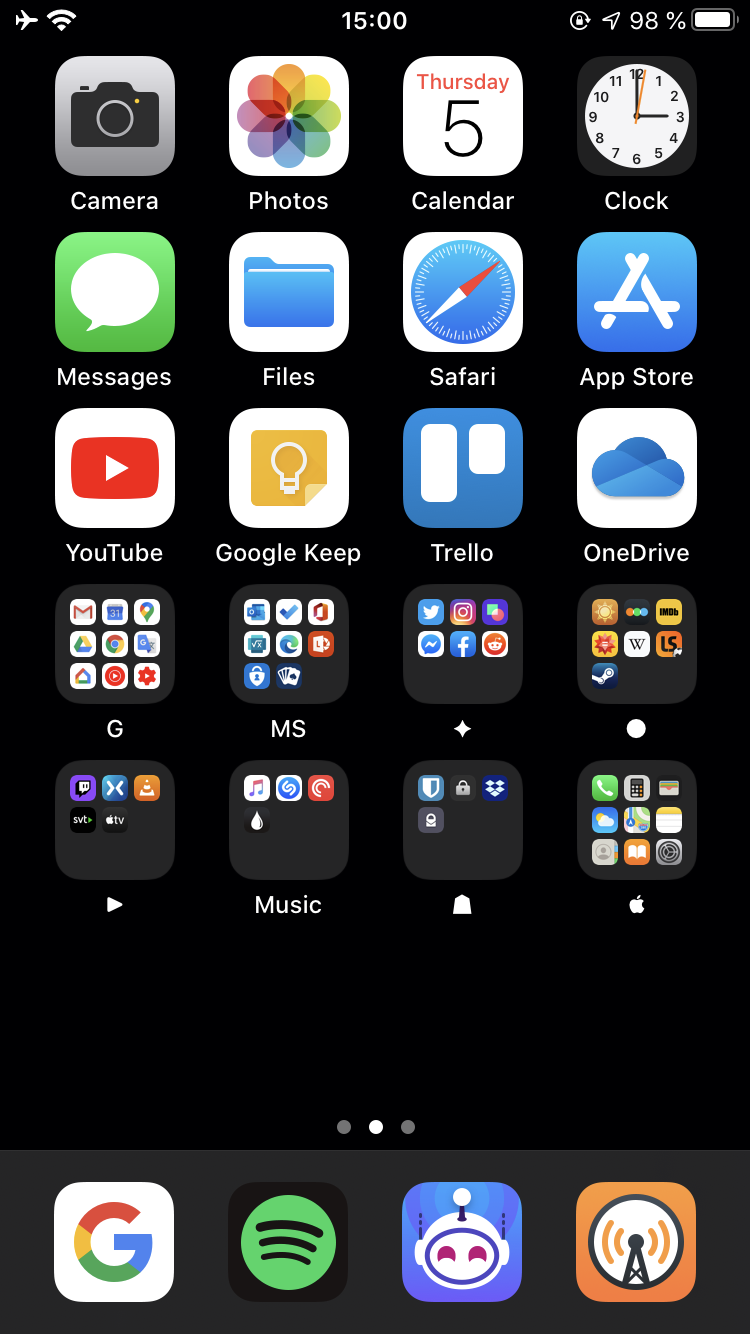 15:00
98 %
Thursday
5
11 12 1
10 2
9 3
8 4
7 6 5
Camera
Photos
Calendar
Clock
Messages
Files
Safari
App Store
YouTube
Google Keep
Trello
OneDrive
31
IMDb
W
LS
G
MS
svt
tv
Music